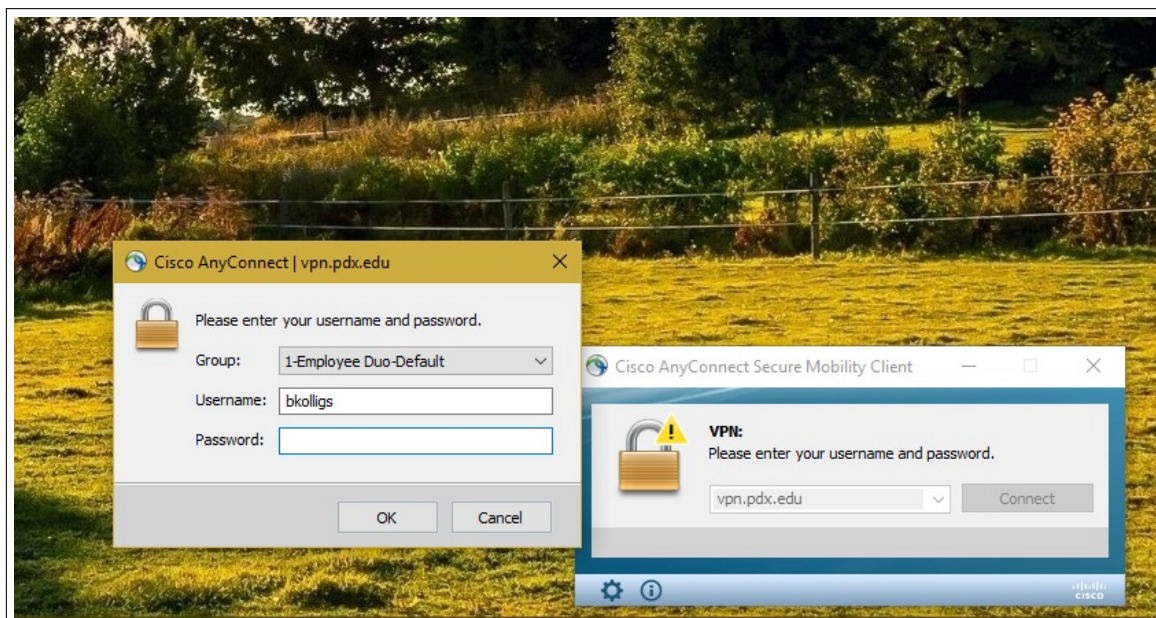 Cisco AnyConnect | vpn.pdx.edu
Please enter your username and password.
Group: 1-Employee Duo-Default
Username: bkolligs
Password:
OK Cancel
Cisco AnyConnect Secure Mobility Client
VPN:
Please enter your username and password.
vpn.pdx.edu Connect
cisco